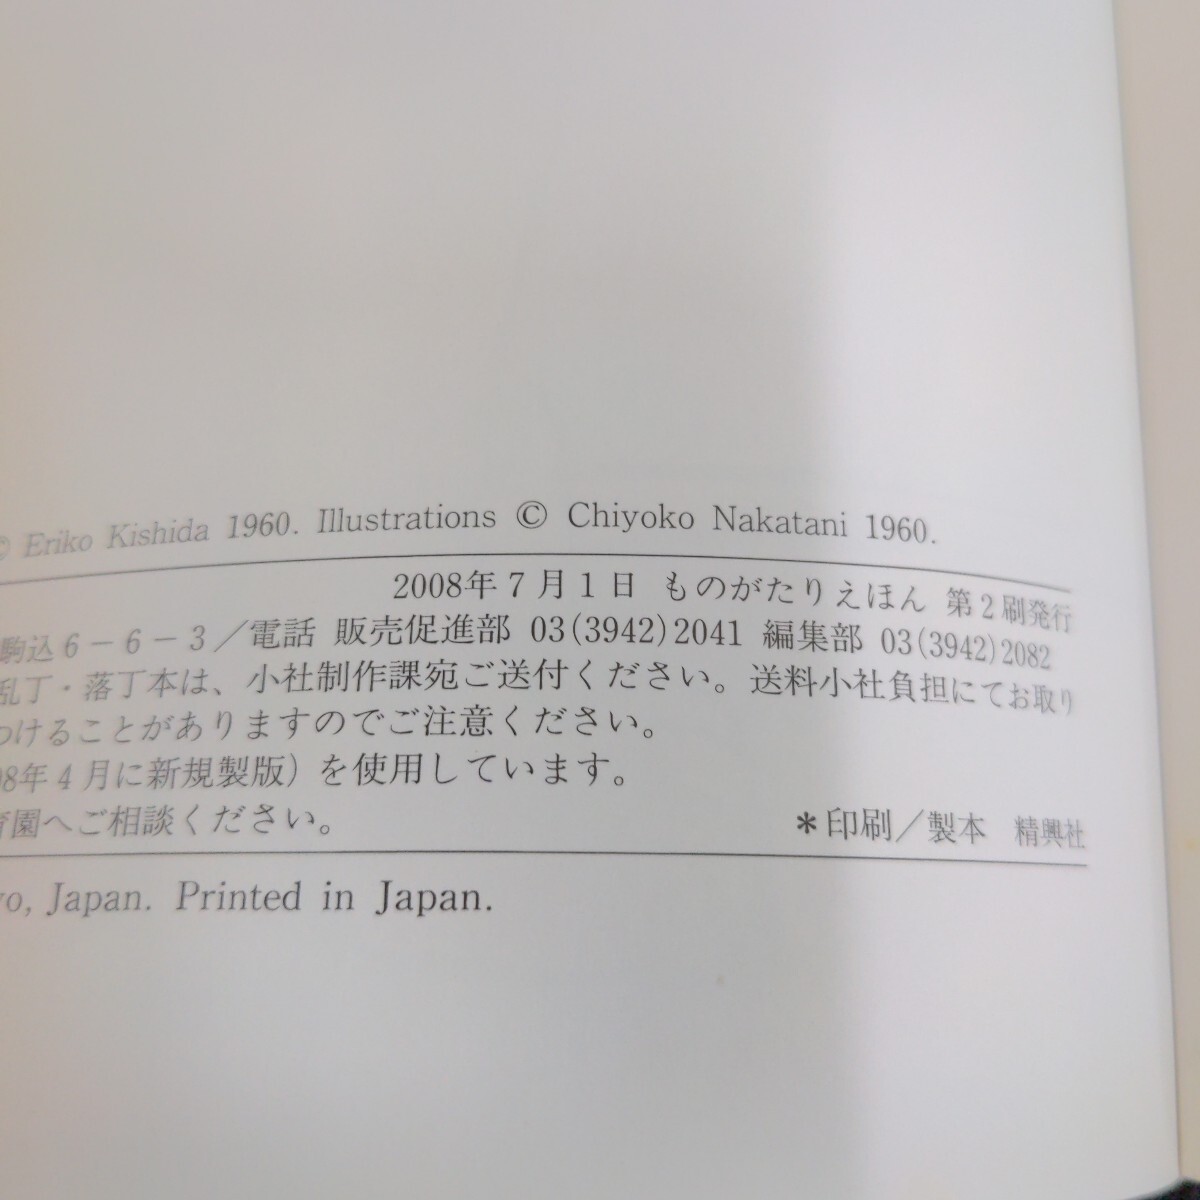 © Eriko Kishida 1960. Illustrations © Chiyoko Nakatani 1960.
2008年7月1日 ものがたりえほん 第2刷発行
駒込6-6-3/電話 販売促進部 03(3942)2041 編集部 03(3942)2082
乱丁・落丁本は、小社制作課宛ご送付ください。送料小社負担にてお取り
つけることがありますのでご注意ください。
8年4月に新規製版)を使用しています。
育園へご相談ください。
*印刷/製本 精興社
yo, Japan. Printed in Japan.